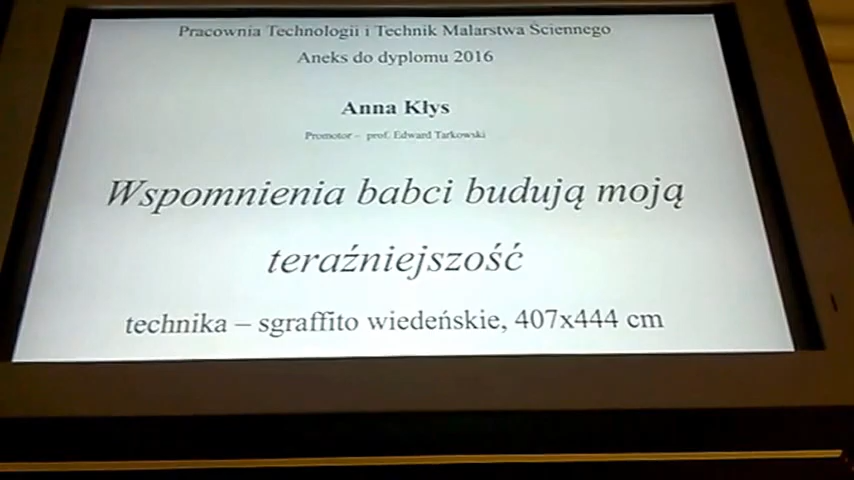 Pracownia Technologii i Technik Malarstwa Ściennego
Aneks do dyplomu 2016
Anna Kłys
Promotor – prof. Edward Tarkowski
Wspomnienia babci budują moją
teraźniejszość
technika – sgraffito wiedeńskie, 407x444 cm